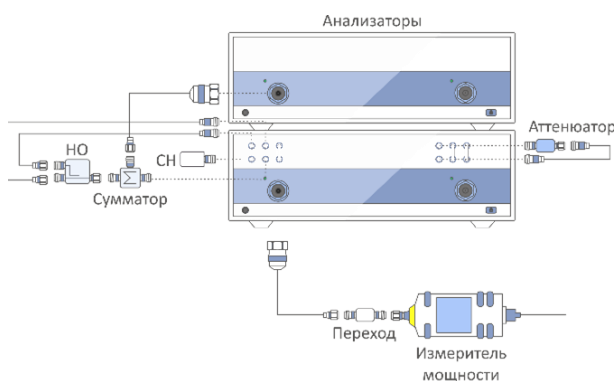 Анализаторы
Аттенюатор
НО
СН
Сумматор
Σ
Переход
Измеритель
мощности